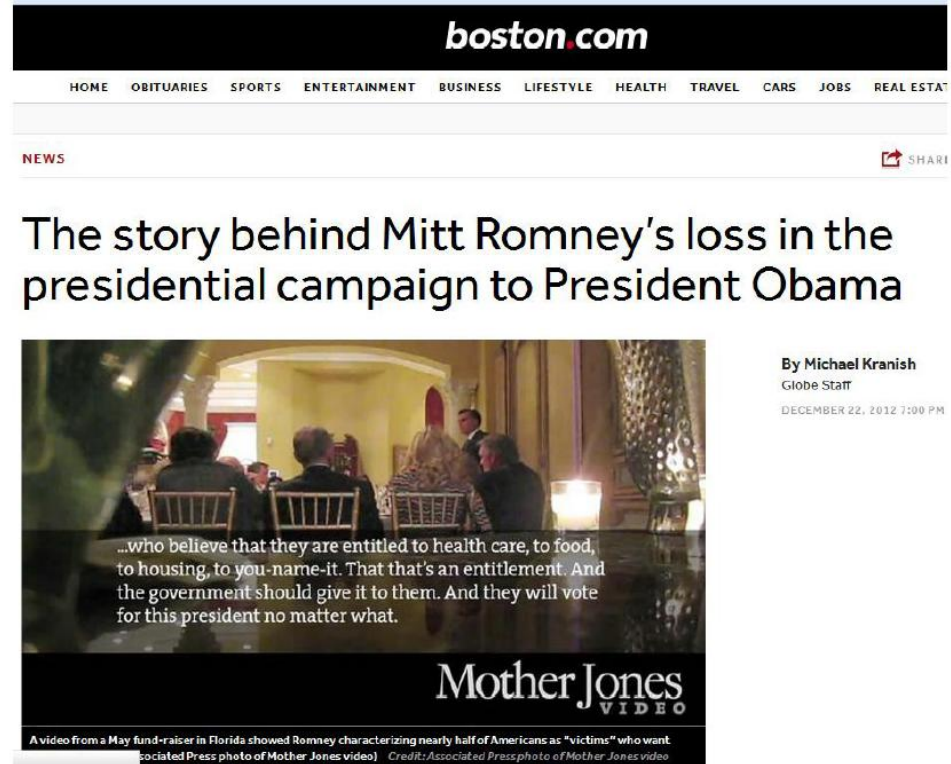 boston.com
HOME OBITUARIES SPORTS ENTERTAINMENT BUSINESS LIFESTYLE HEALTH TRAVEL CARS JOBS REAL
NEWS
The story behind Mitt Romney's loss in the
presidential campaign to President Obama
By Michael Kranish
Globe Staff
DECEMBER 22, 2012 7:00 PM
...who believe that they are entitled to health care, to food,
to housing, to you-name-it. That that's an entitlement. And
the government should give it to them. And they will vote
for this president no matter what.
Mother Jones
VIDEO
A video from a May fund-raiser in Florida showed Romney characterizing nearly half of Americans as "victims" who want
Press photo of Mother Jones video) Credit: Associated Press photo of Mother Jones video